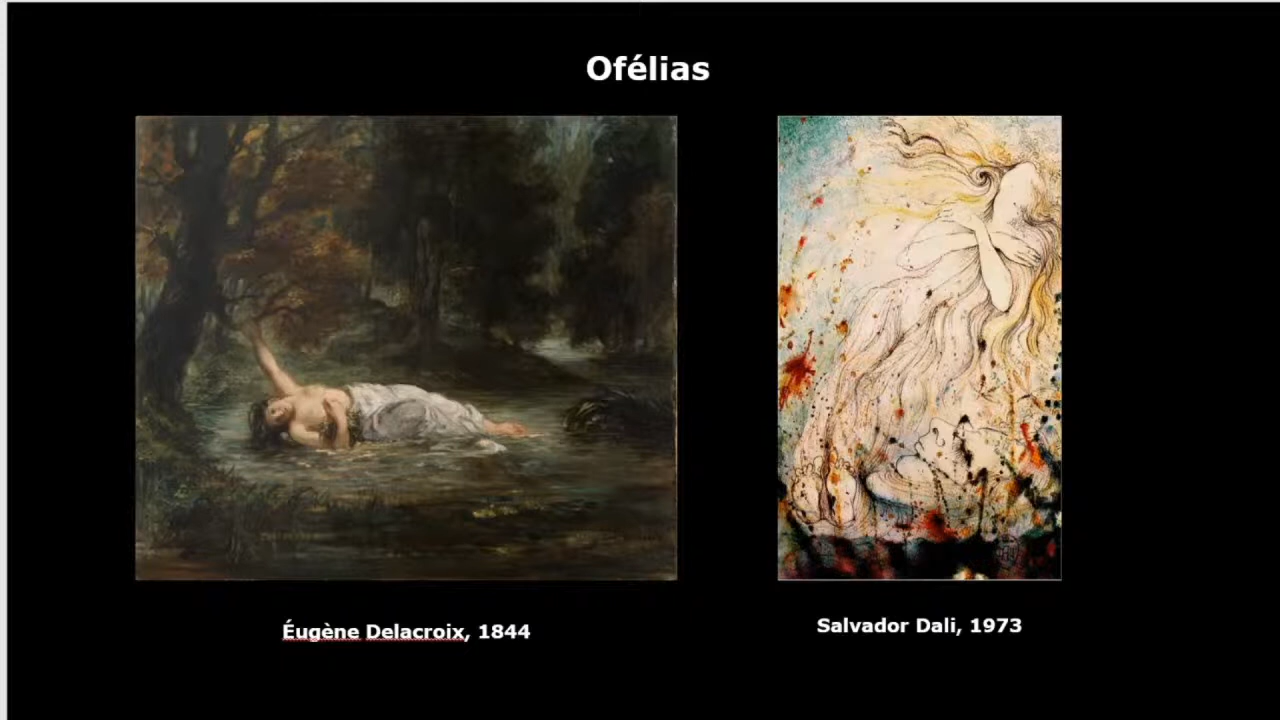 Ofélias
Éugène Delacroix, 1844
Salvador Dali, 1973